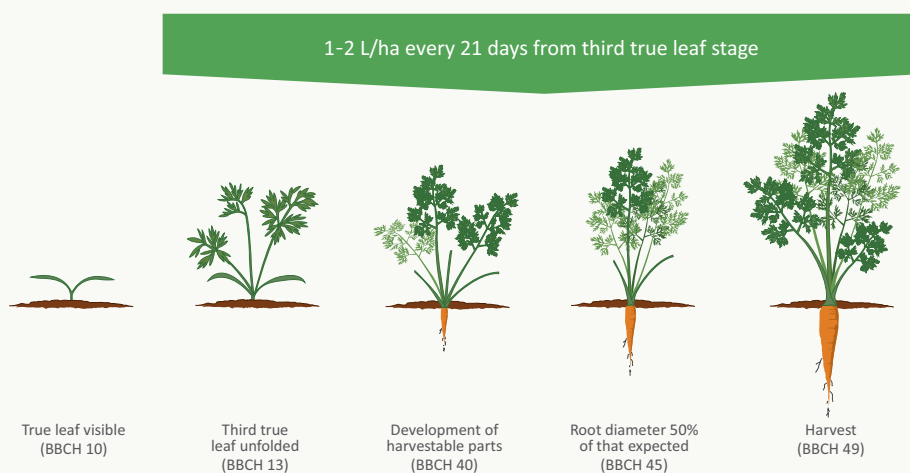 1-2 L/ha every 21 days from third true leaf stage
True leaf visible
(BBCH 10)
Third true
leaf unfolded
(BBCH 13)
Development of
harvestable parts
(BBCH 40)
Root diameter 50%
of that expected
(BBCH 45)
Harvest
(BBCH 49)